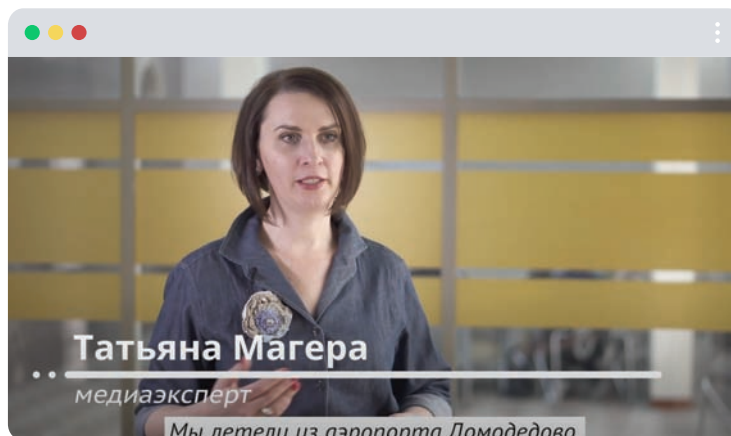 Татьяна Магера
медиаэксперт
Мы летели из аэропорта Домодедово